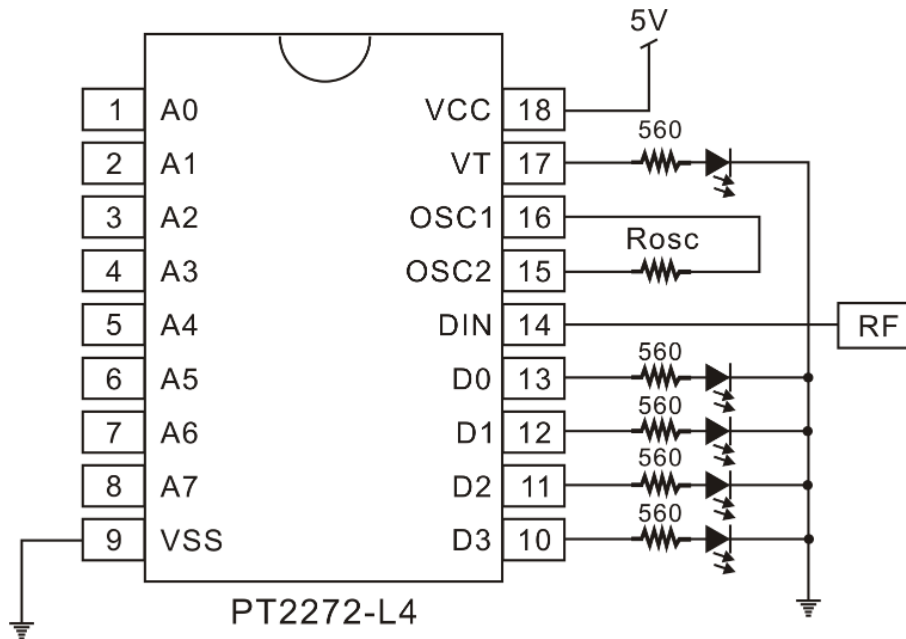 5V
1 A0 VCC 18
560
2 A1 VT 17
3 A2 OSC1 16
Rosc
4 A3 OSC2 15
5 A4 DIN 14 RF
560
6 A5 D0 13
560
7 A6 D1 12
560
8 A7 D2 11
560
9 VSS D3 10
PT2272-L4